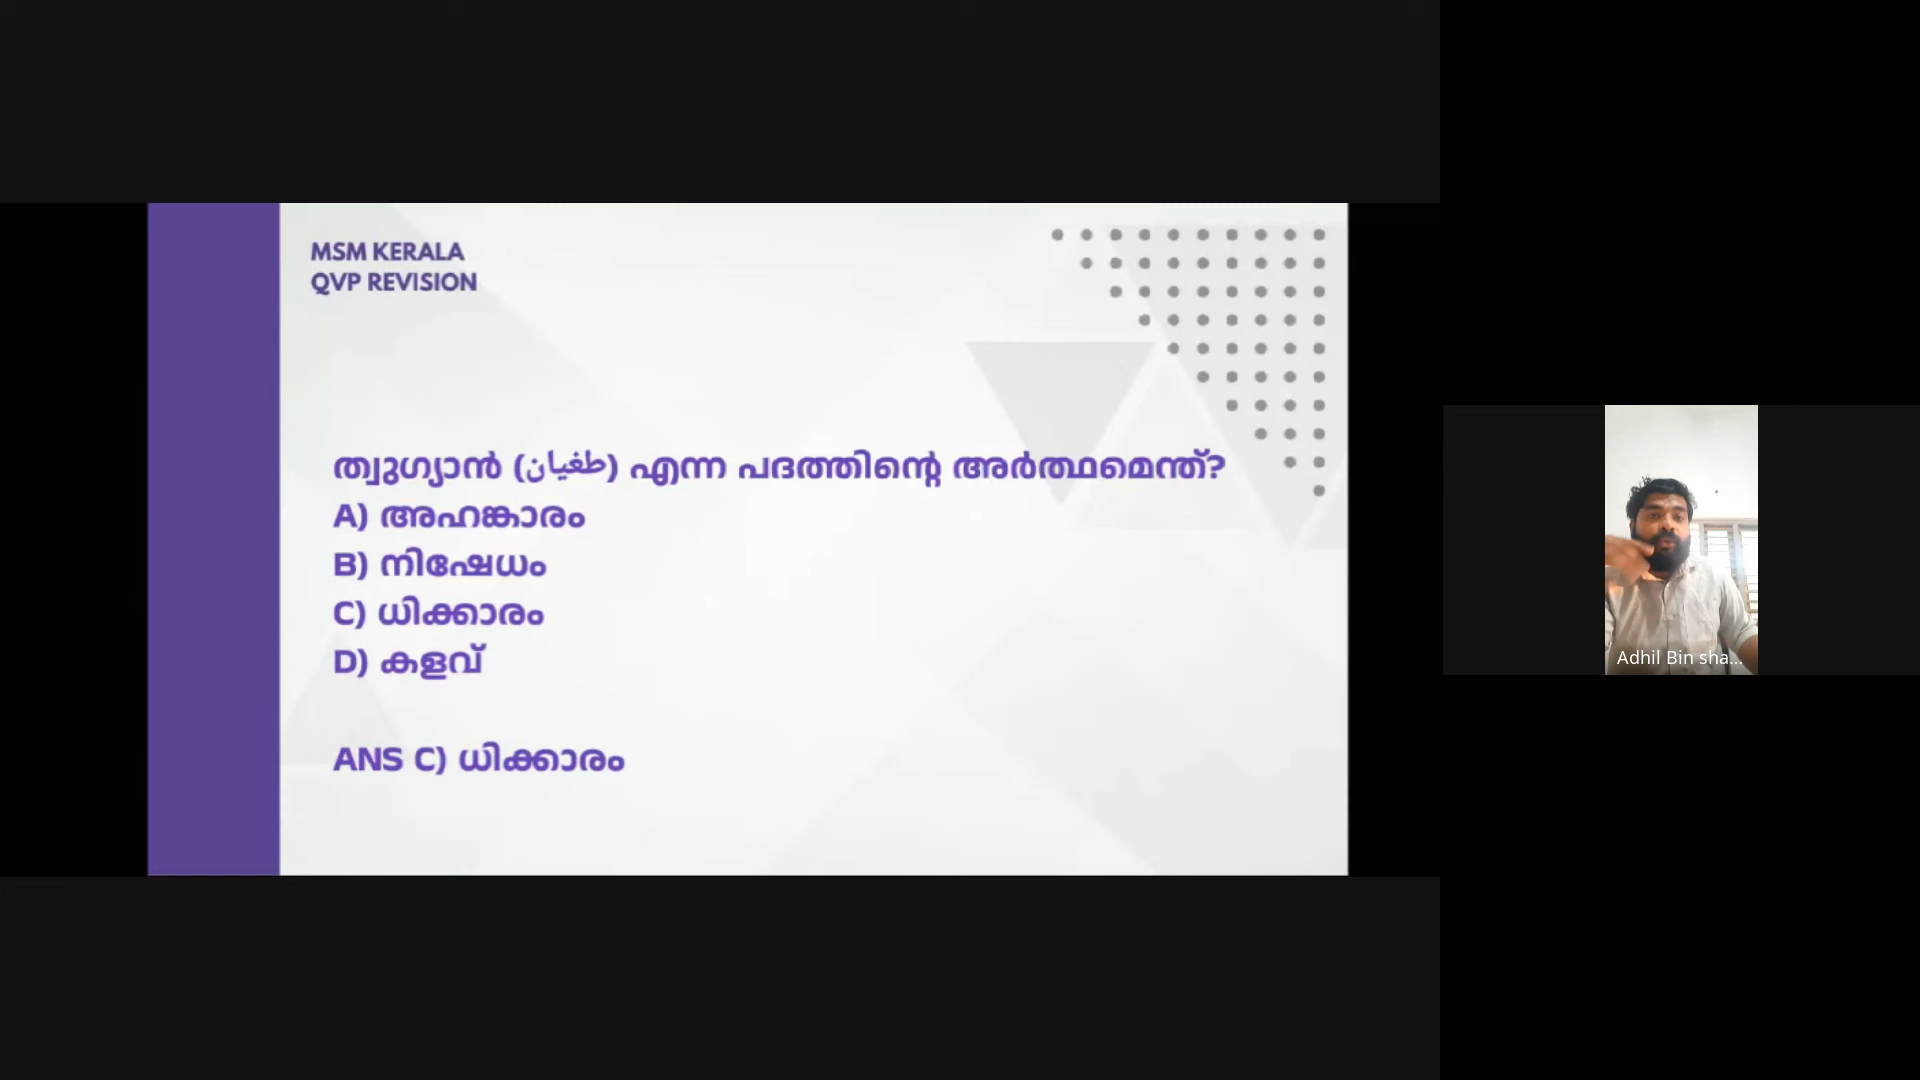 MSM KERALA
QVP REVISION
ത്വുഗ്യാൻ (طغيان) എന്ന പദത്തിന്റെ അർത്ഥമെന്ത്?
A) അഹങ്കാരം
B) നിഷേധം
C) ധിക്കാരം
D) കളവ്
ANS C) ധിക്കാരം
Adhil Bin sha...